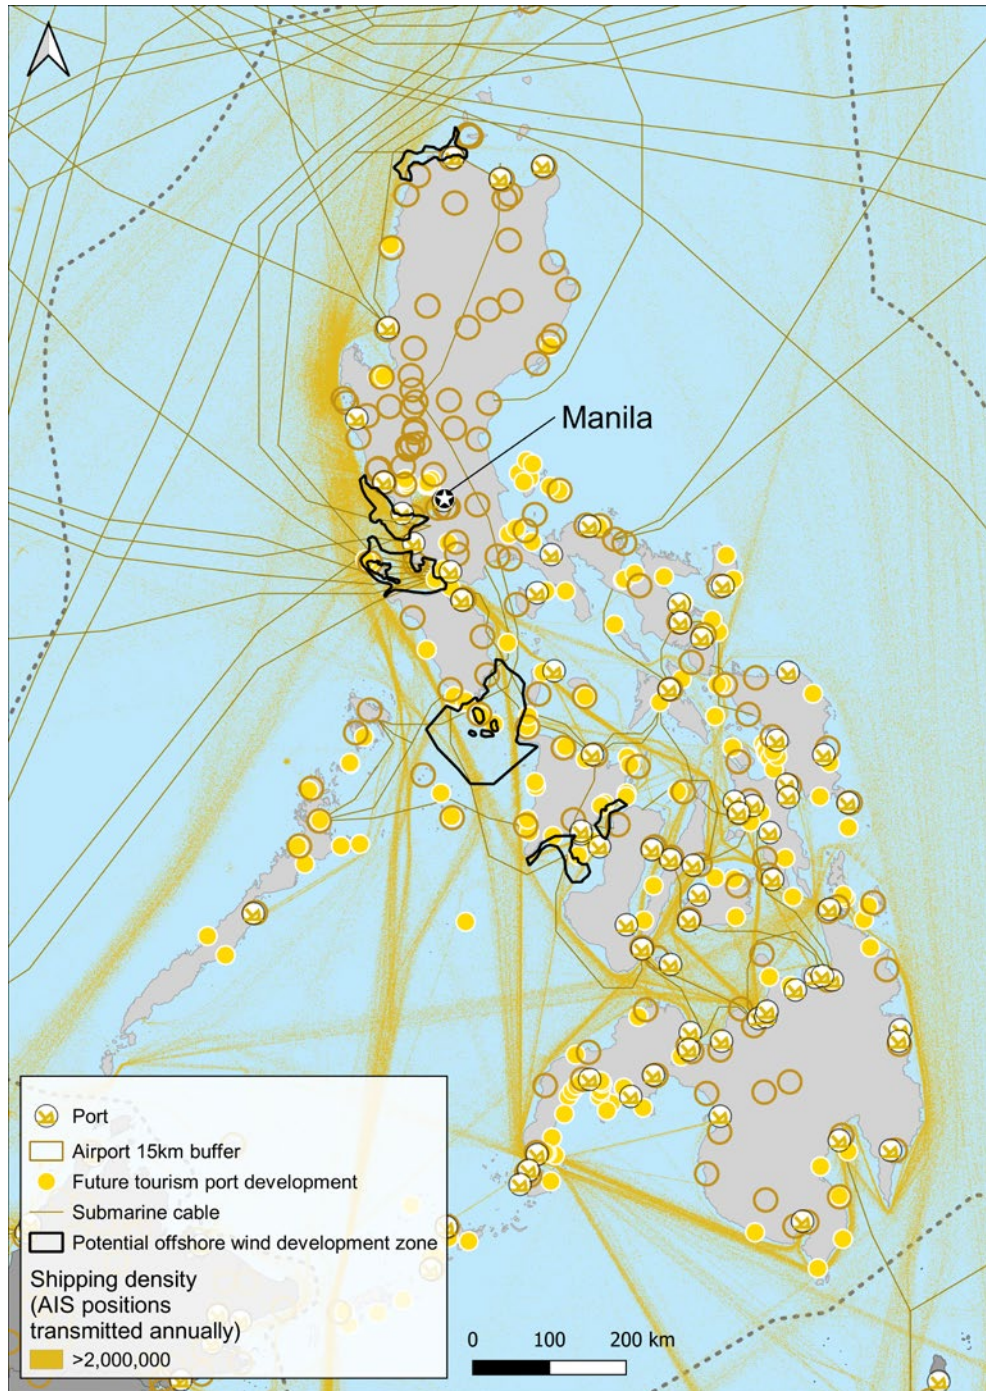 Manila
Port
Airport 15km buffer
Future tourism port development
Submarine cable
Potential offshore wind development zone
Shipping density
(AIS positions
transmitted annually)
>2,000,000
0 100 200 km